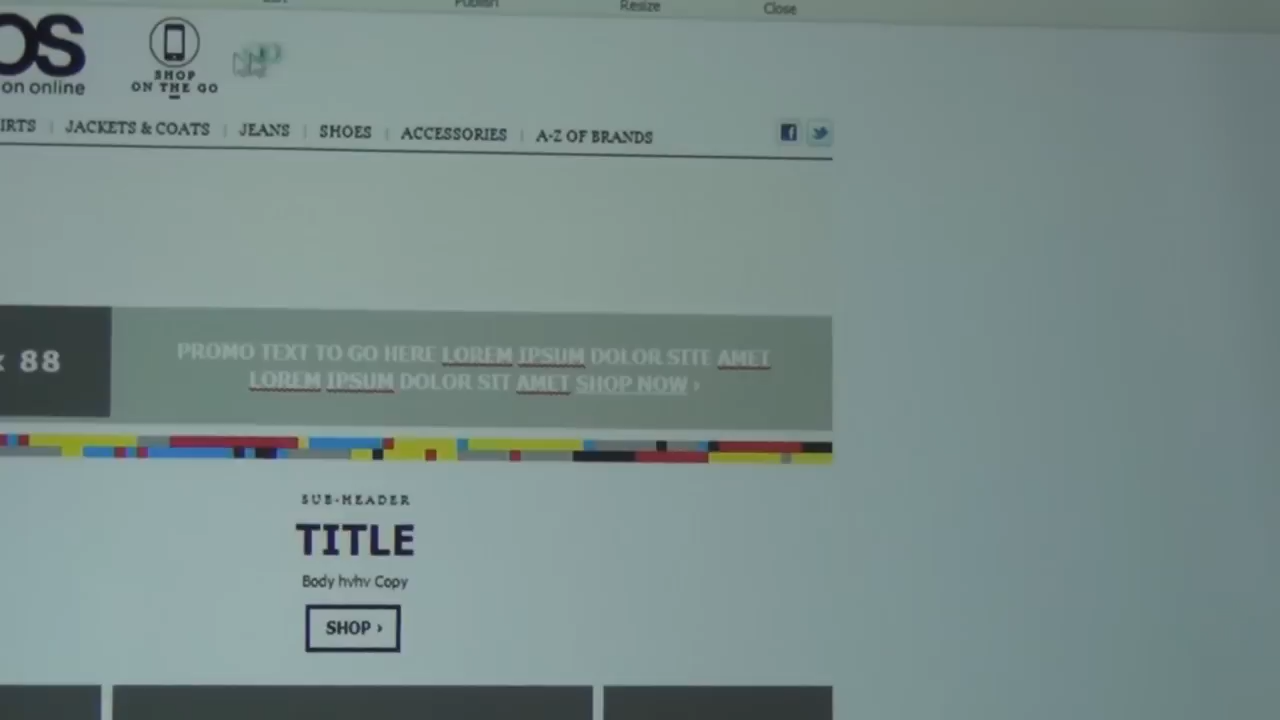 Publish Resize Close
OS
on online
SHOP
ON THE GO
IRTS | JACKETS & COATS | JEANS | SHOES | ACCESSORIES | A-Z OF BRANDS
88
PROMO TEXT TO GO HERE LOREM IPSUM DOLOR SITE AMET
LOREM IPSUM DOLOR SIT AMET SHOP NOW ›
SUB-HEADER
TITLE
Body hvhv Copy
SHOP ›